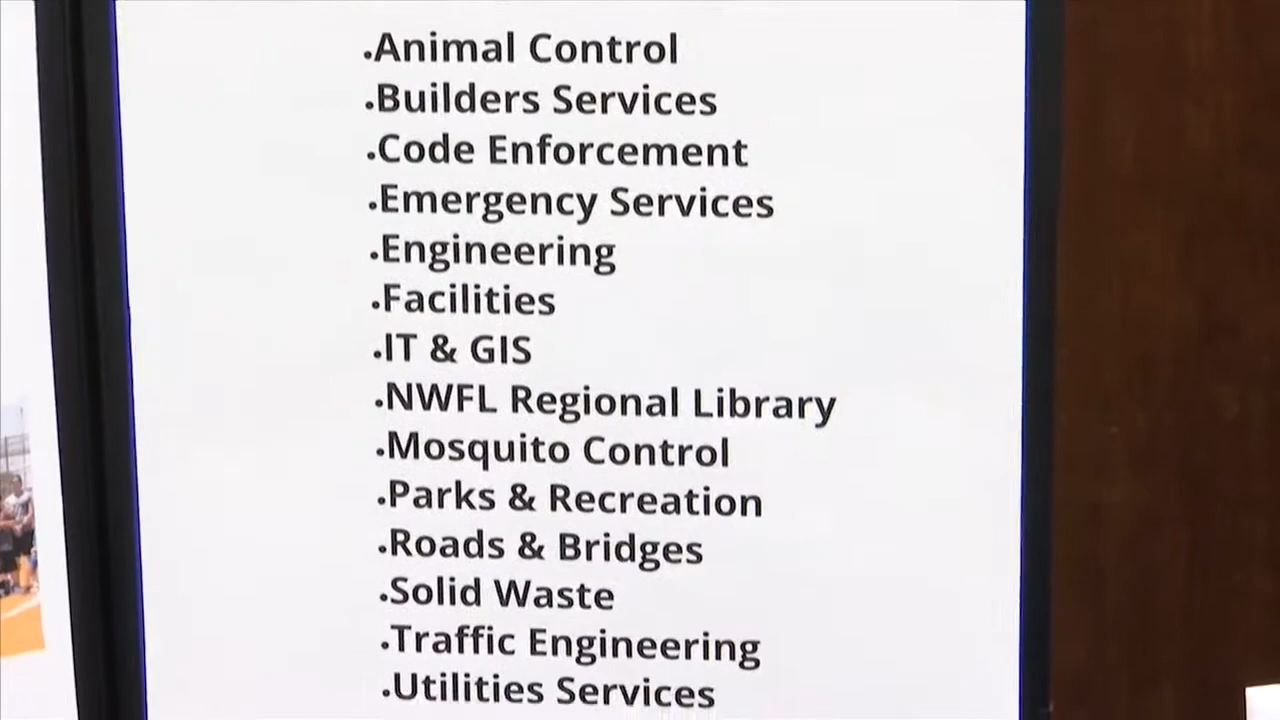 .Animal Control
.Builders Services
.Code Enforcement
.Emergency Services
.Engineering
.Facilities
.IT & GIS
.NWFL Regional Library
.Mosquito Control
.Parks & Recreation
.Roads & Bridges
.Solid Waste
.Traffic Engineering
.Utilities Services